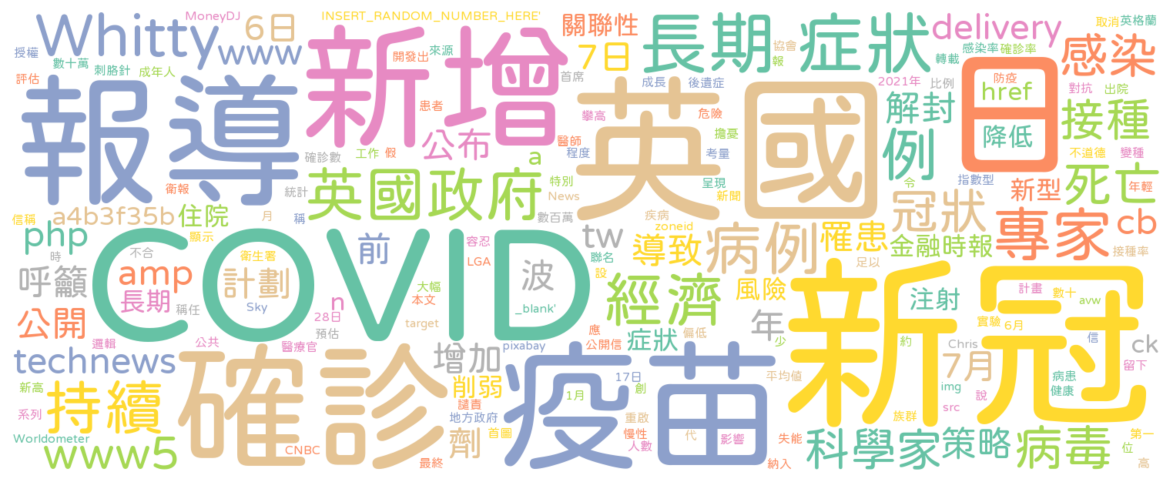 MoneyDJ
INSERT_RANDOM_NUMBER_HERE'
關聯性
delivery
取消
英格蘭
授權
Whitty
6日
www
新增
開發出
來源
7日
長期 症狀
協會
報
感染率
確診率
轉載
感染
數十萬
刺胳針
成年人
評估
首席
成長
後遺症
2021年
比例
防疫
href
對抗
出院
報導
患者
公布
醫師
攀高
英國
危險
解封
日
接種
確診數
工作
假
a
程度
擔憂
考量
例
降低
不道德
變種
衛報
統計
英國政府
特別
呈現
指數型
新型
死亡
年輕
信稱
a4b3f35b
住院
月
稱
News
數百萬
新聞
令
冠狀
專家
cb
php
顯示
COVID
前
容忍
tw
疾病
zoneid
導致
病例
罹患
金融時報
接種率
時
不合
衛生署
聯名
足以
呼籲
amp
計劃
LGA
波
設
經濟
風險
注射
計畫
數十
長期
稱任
Sky
n
28日
大幅
本文
_blank'
新冠
avw
公開
預估
target
應
公開信
偏低
症狀
年
約
實驗
6月
信
邏輯
公共
醫療官
pixabay
少
Chris
ck
technews
增加
平均值
7月
病患
留下
新高
確診
削弱
17日
創
img
健康
持續
譴責
疫苗
1月
系列
地方政府
重啟
src
說
族群
Worldometer
劑
首圖
慢性
代
影響
科學家
策略
病毒
第一
www5
CNBC
人數
失能
位
最終
納入
高